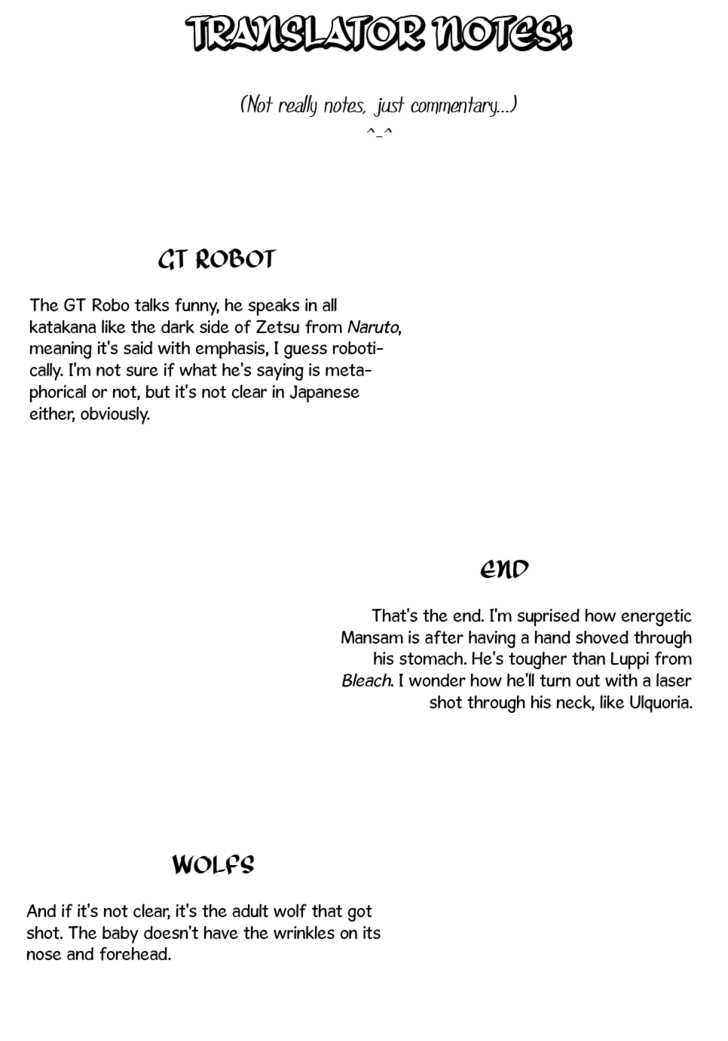 TRANSLATOR NOTES:
(Not really notes, just commentary...)
^_^
GT ROBOT
The GT Robo talks funny, he speaks in all
katakana like the dark side of Zetsu from Naruto,
meaning it's said with emphasis, I guess roboti-
cally. I'm not sure if what he's saying is meta-
phorical or not, but it's not clear in Japanese
either, obviously.
END
That's the end. I'm suprised how energetic
Mansam is after having a hand shoved through
his stomach. He's tougher than Luppi from
Bleach. I wonder how he'll turn out with a laser
shot through his neck, like Ulquoria.
WOLFS
And if it's not clear, it's the adult wolf that got
shot. The baby doesn't have the wrinkles on its
nose and forehead.